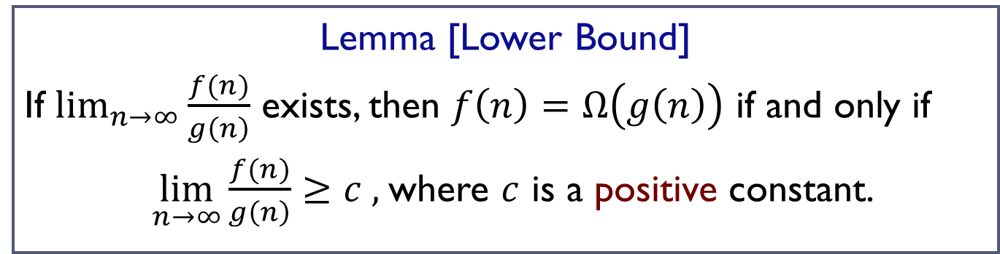 Lemma [Lower Bound]
If lim_{n→∞} f(n)/g(n) exists, then f(n) = Ω(g(n)) if and only if
lim_{n→∞} f(n)/g(n) ≥ c , where c is a positive constant.